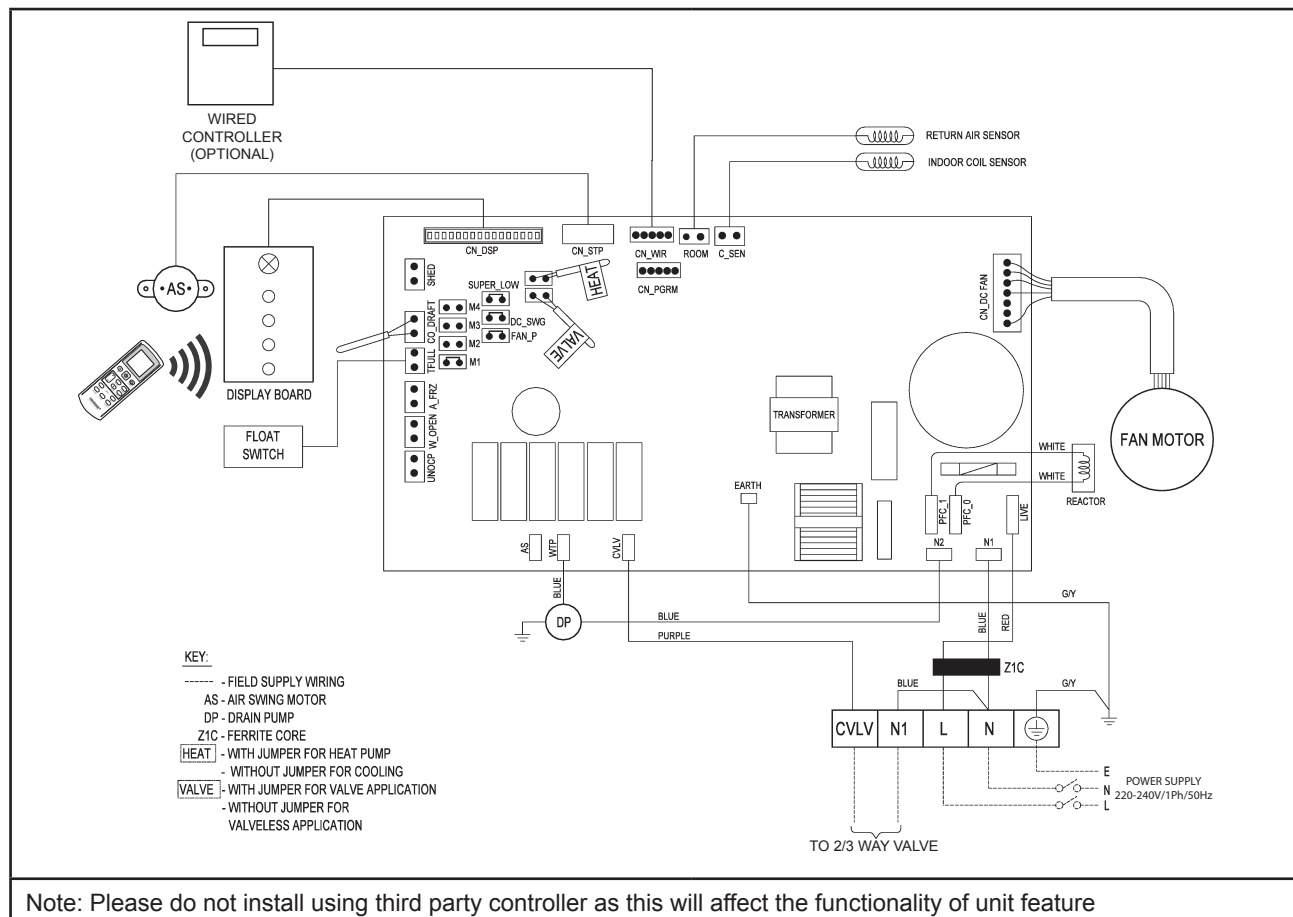 WIRED
CONTROLLER
(OPTIONAL)
RETURN AIR SENSOR
INDOOR COIL SENSOR
CN_DSP
CN_STP
CN_WIR
ROOM
C_SEN
CN_PGRM
SHED
SUPER_LOW
HEAT
VALVE
CN_DC FAN
AS
CO_DRAFT
M4
M3
DC_SWG
M2
FAN_P
M1
TFULL
A_FRZ
W_OPEN
UNOCP
DISPLAY BOARD
FLOAT
SWITCH
TRANSFORMER
FAN MOTOR
WHITE
WHITE
REACTOR
EARTH
PFC_1
PFC_0
LIVE
N2
N1
AS
WTP
CVLV
BLUE
DP
BLUE
PURPLE
G/Y
BLUE
RED
Z1C
BLUE
G/Y
CVLV
N1
L
N
E
N
L
POWER SUPPLY
220-240V/1Ph/50Hz
TO 2/3 WAY VALVE
KEY:
------ - FIELD SUPPLY WIRING
AS - AIR SWING MOTOR
DP - DRAIN PUMP
Z1C - FERRITE CORE
HEAT - WITH JUMPER FOR HEAT PUMP
- WITHOUT JUMPER FOR COOLING
VALVE - WITH JUMPER FOR VALVE APPLICATION
- WITHOUT JUMPER FOR
VALVELESS APPLICATION
Note: Please do not install using third party controller as this will affect the functionality of unit feature